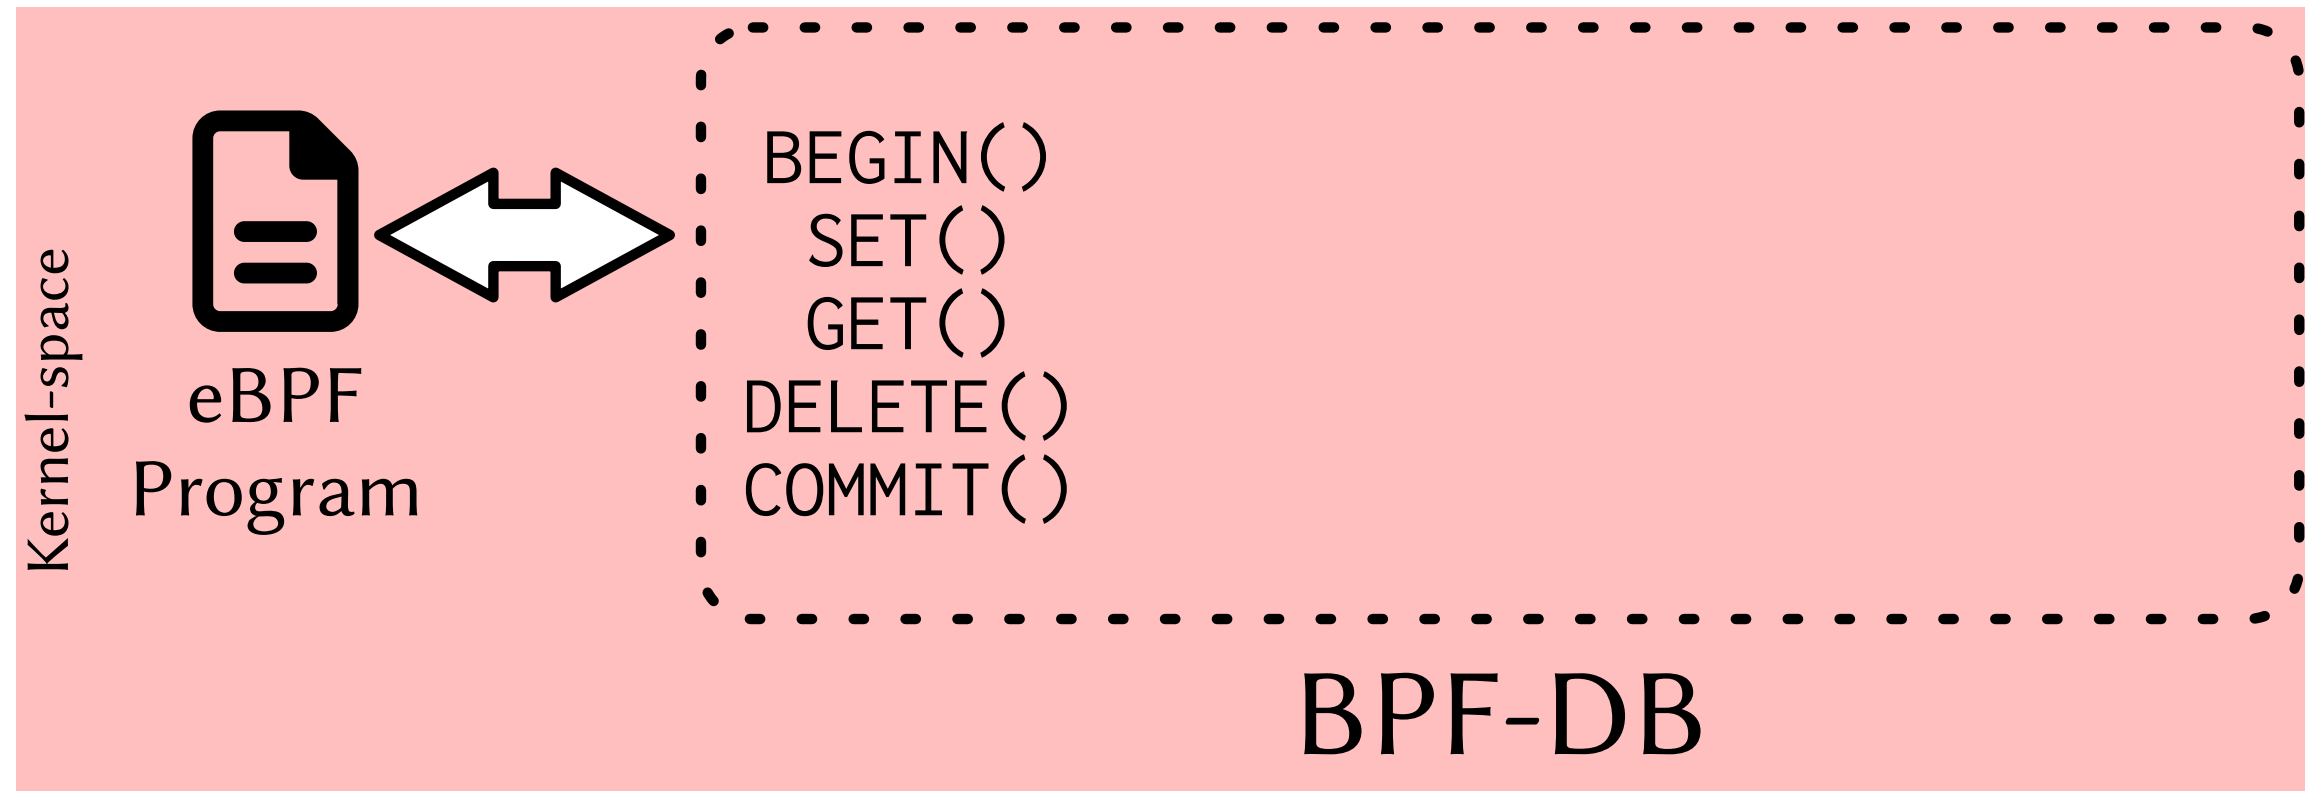 Kernel-space
eBPF
Program
BEGIN()
SET()
GET()
DELETE()
COMMIT()
BPF-DB